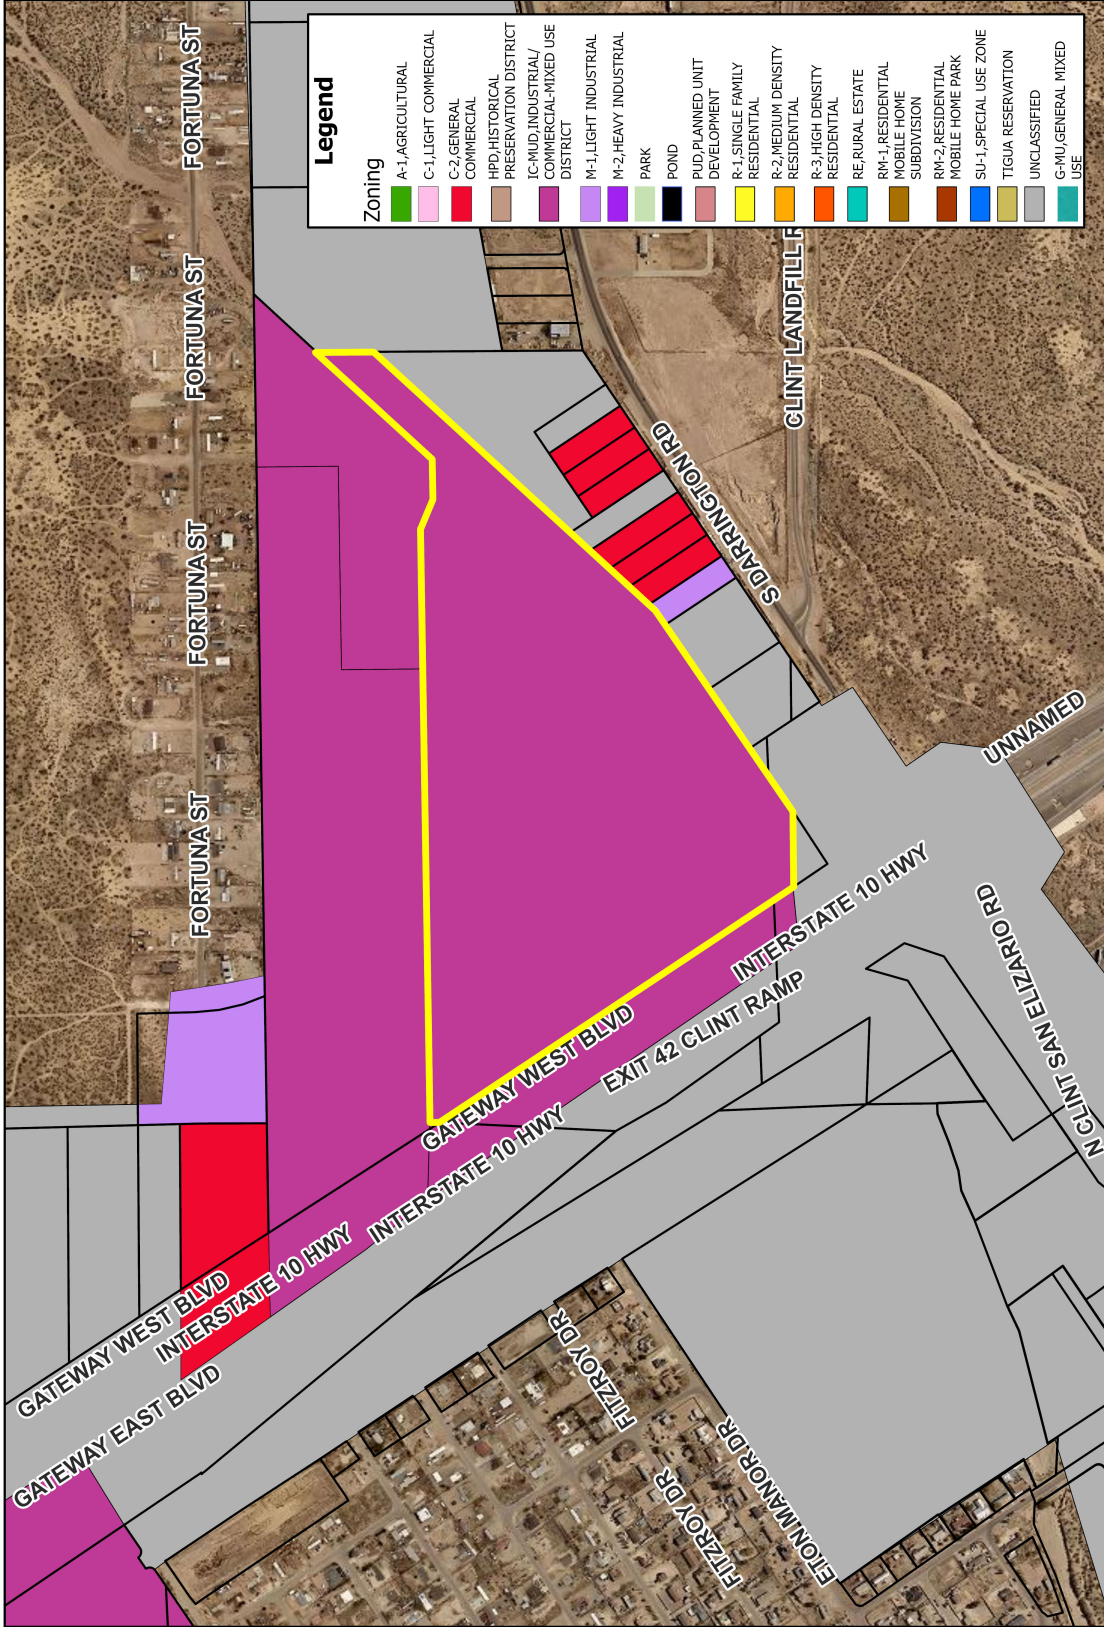 Legend
Zoning
A-1,AGRICULTURAL
C-1,LIGHT COMMERCIAL
C-2,GENERAL
COMMERCIAL
HPD,HISTORICAL
PRESERVATION DISTRICT
IC-MUD,INDUSTRIAL/
COMMERCIAL-MIXED USE
DISTRICT
M-1,LIGHT INDUSTRIAL
M-2,HEAVY INDUSTRIAL
PARK
POND
PUD,PLANNED UNIT
DEVELOPMENT
R-1,SINGLE FAMILY
RESIDENTIAL
R-2,MEDIUM DENSITY
RESIDENTIAL
R-3,HIGH DENSITY
RESIDENTIAL
RE,RURAL ESTATE
RM-1,RESIDENTIAL
MOBILE HOME
SUBDIVISION
RM-2,RESIDENTIAL
MOBILE HOME PARK
SU-1,SPECIAL USE ZONE
TIGUA RESERVATION
UNCLASSIFIED
G-MU,GENERAL MIXED
USE
FORTUNA ST
FORTUNA ST
FORTUNA ST
FORTUNA ST
CLINT LANDFILL R
S DARRINGTON RD
UNNAMED
INTERSTATE 10 HWY
EXIT 42 CLINT RAMP
GATEWAY WEST BLVD
INTERSTATE 10 HWY
N CLINT SAN ELIZARIO RD
GATEWAY WEST BLVD
INTERSTATE 10 HWY
GATEWAY EAST BLVD
FITZROY DR
FITZROY DR
ETION MANOR DR